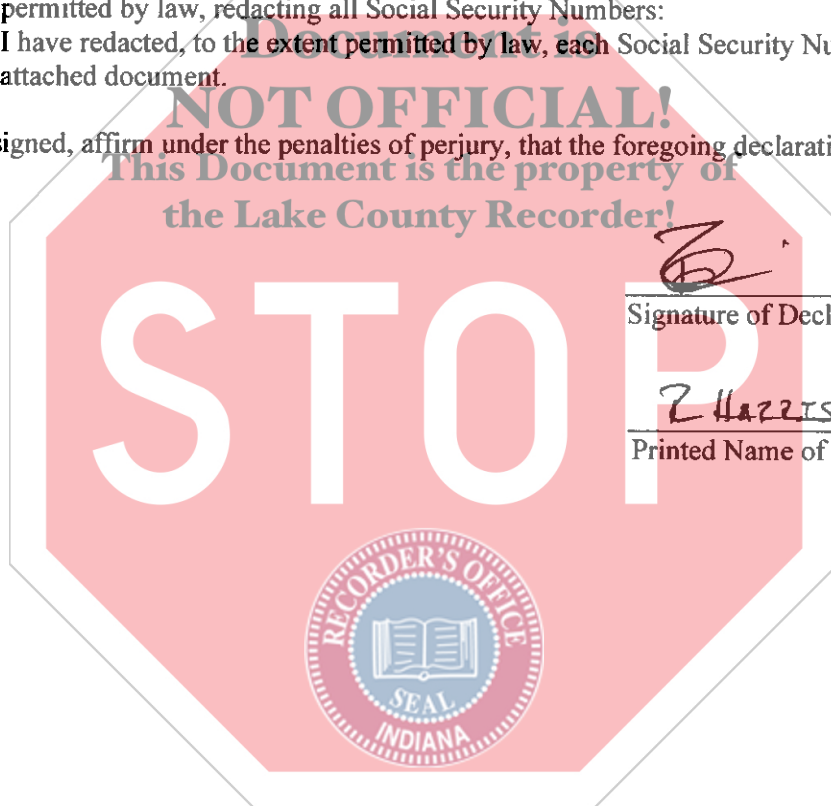 permitted by law, redacting all Social Security Numbers:
Document is
I have redacted, to the extent permitted by law, each Social Security Nu
attached document.
NOT OFFICIAL!
signed, affirm under the penalties of perjury, that the foregoing declarati
This Document is the property of
the Lake County Recorder!
STOP
Signature of Decl
Printed Name of
RECORDER'S OFFICE
SEAL
INDIANA